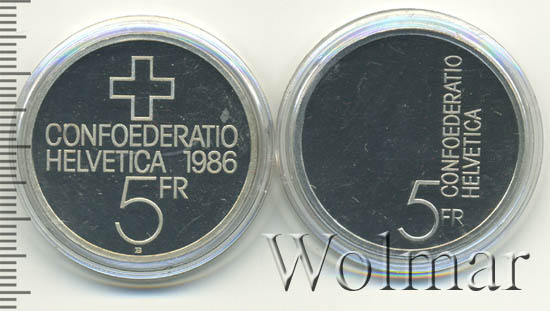 CONFOEDERATIO
HELVETICA 1986
5 FR
CONFOEDERATIO
HELVETICA
5 FR
Wolmar